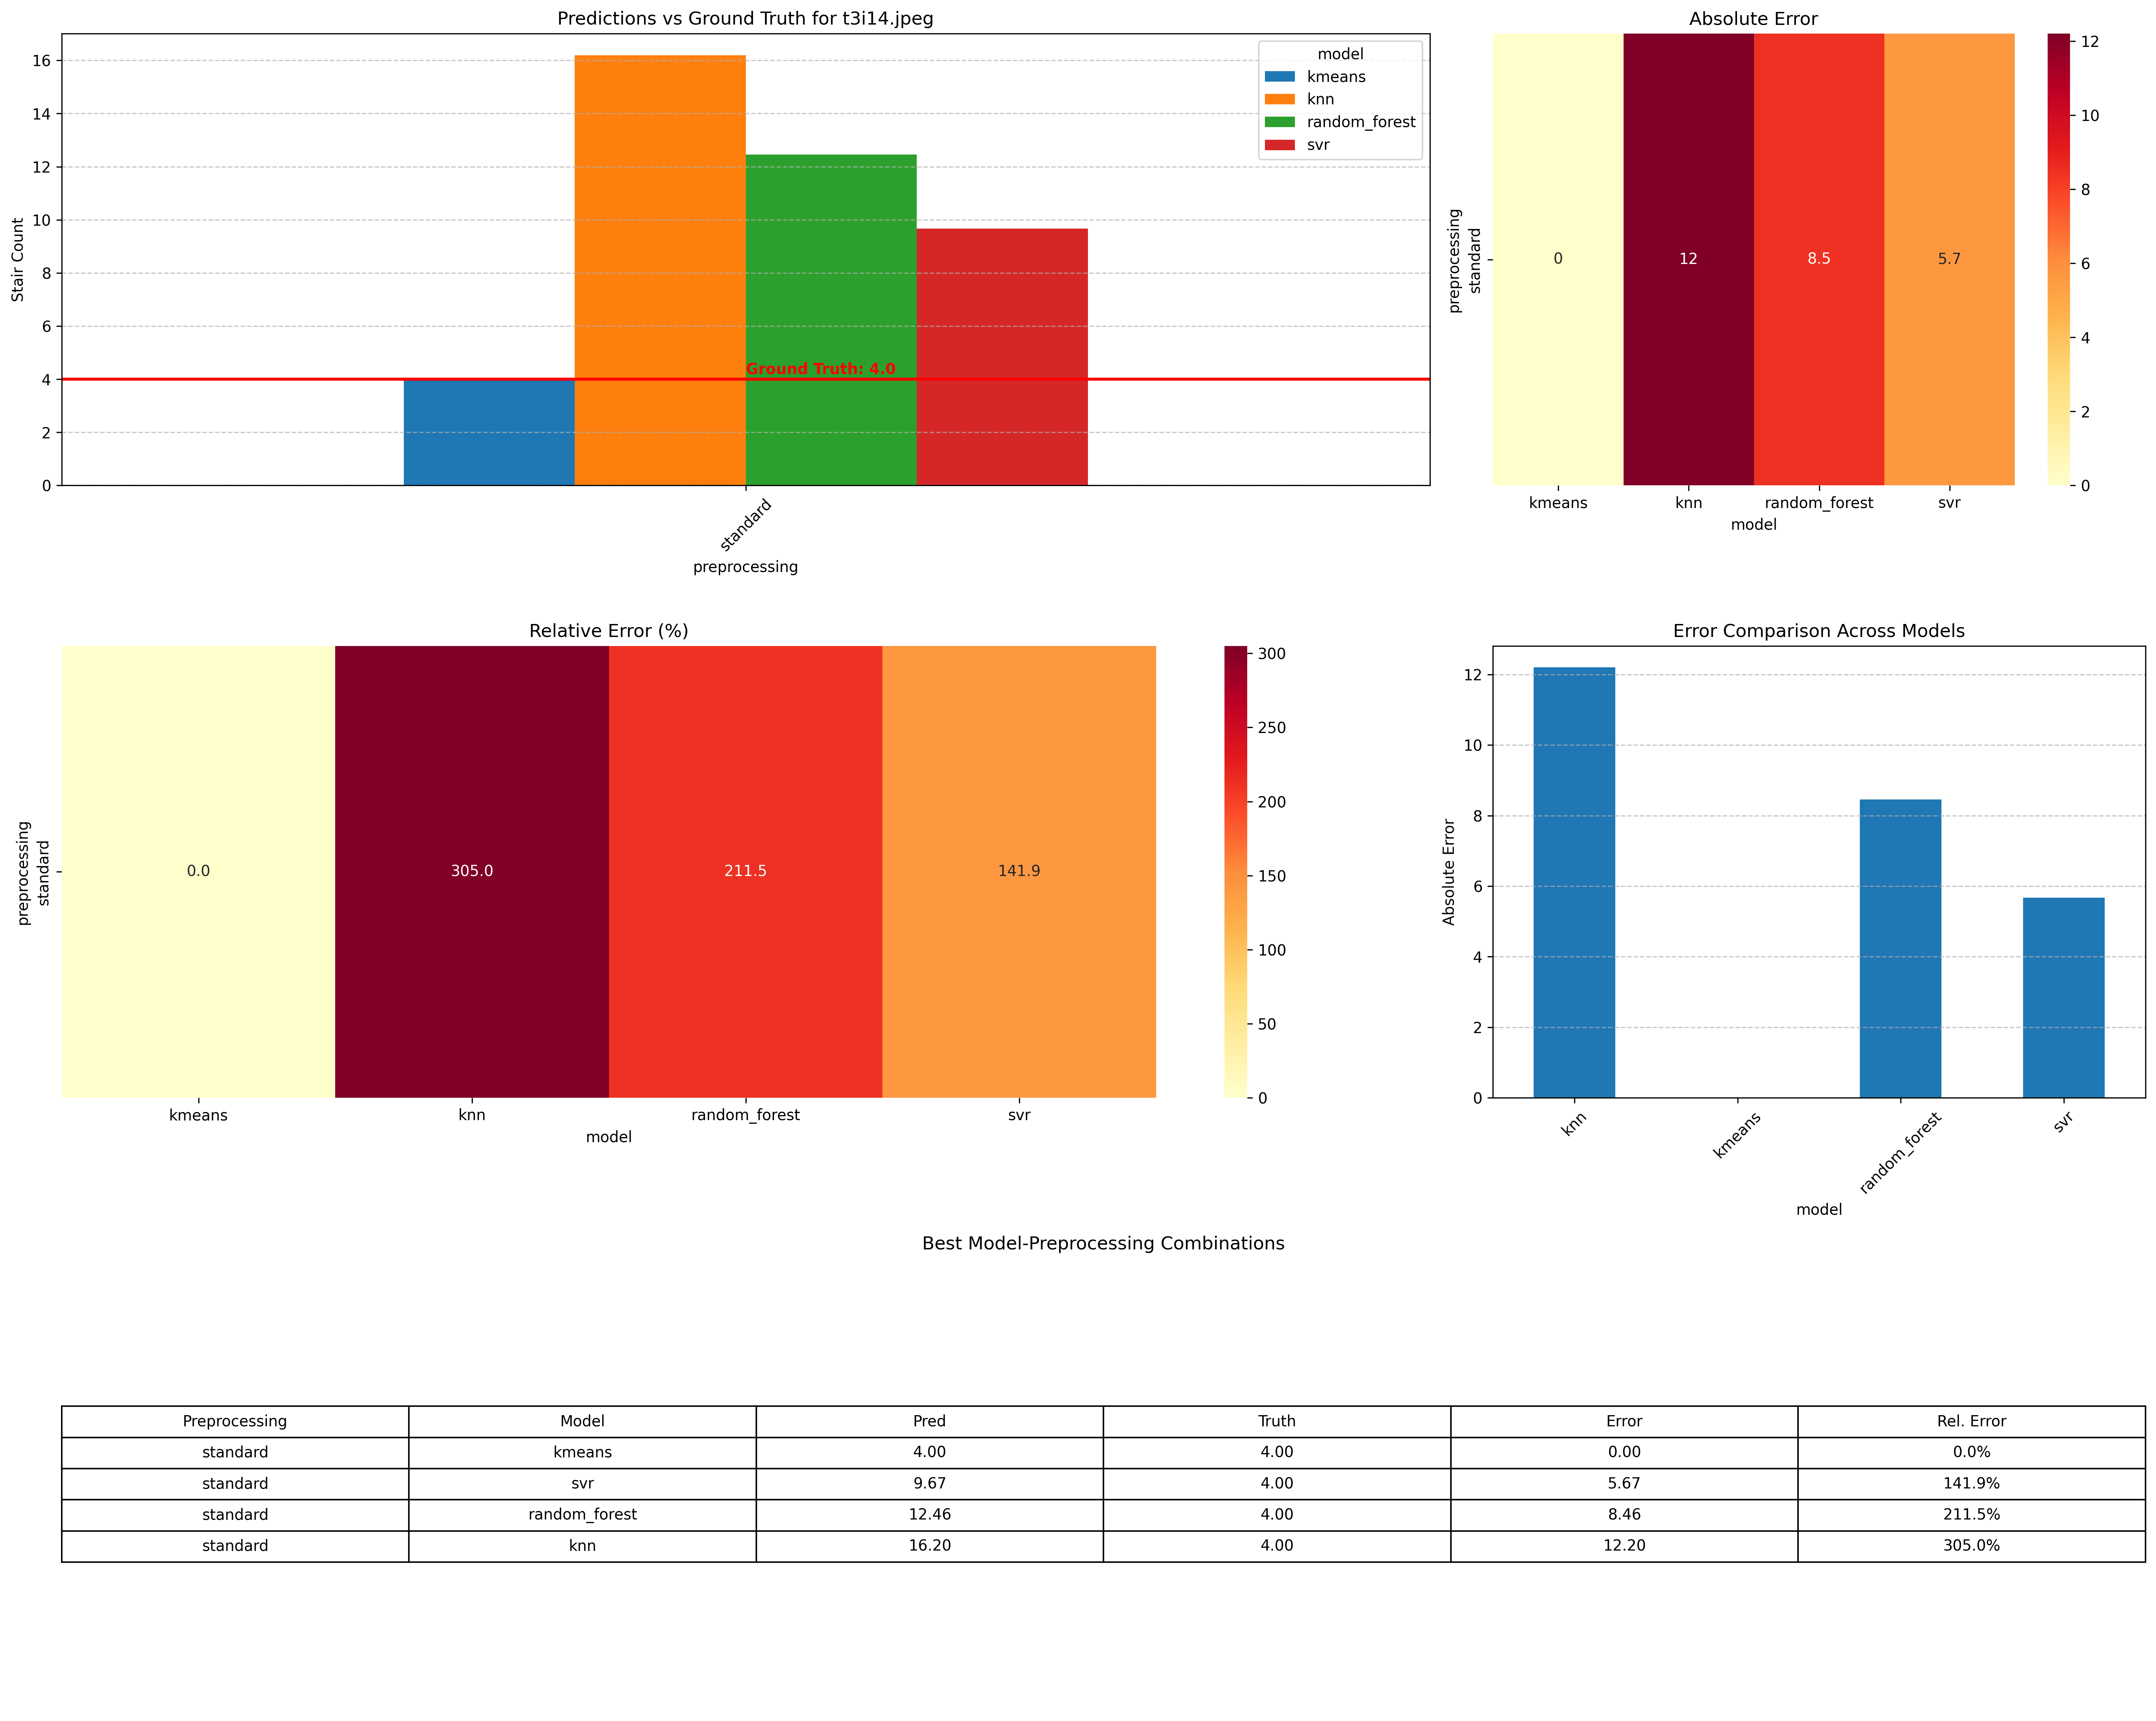 Predictions vs Ground Truth for t3i14.jpeg
16
14
12
10
8
6
4
2
0
Stair Count
model
kmeans
knn
random_forest
svr
Ground Truth: 4.0
standard
preprocessing
Absolute Error
preprocessing
standard
0 12 8.5 5.7
kmeans knn random_forest svr
model
12
10
8
6
4
2
0
Relative Error (%)
preprocessing
standard
0.0 305.0 211.5 141.9
kmeans knn random_forest svr
model
300
250
200
150
100
50
0
Error Comparison Across Models
12
10
8
6
4
2
0
Absolute Error
knn kmeans random_forest svr
model
Best Model-Preprocessing Combinations
Preprocessing Model Pred Truth Error Rel. Error
standard kmeans 4.00 4.00 0.00 0.0%
standard svr 9.67 4.00 5.67 141.9%
standard random_forest 12.46 4.00 8.46 211.5%
standard knn 16.20 4.00 12.20 305.0%